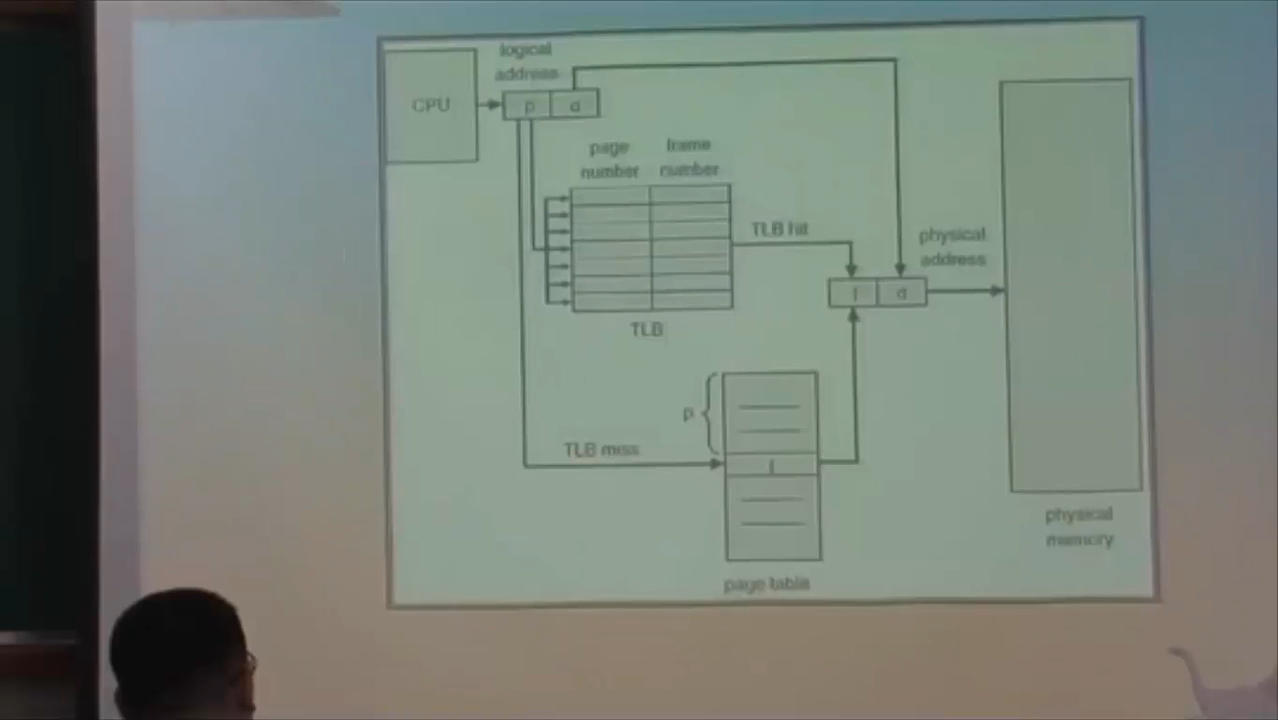 logical
address
CPU
p d
page
number
frame
number
TLB hit
physical
address
f d
TLB
p
TLB miss
f
page table
physical
memory